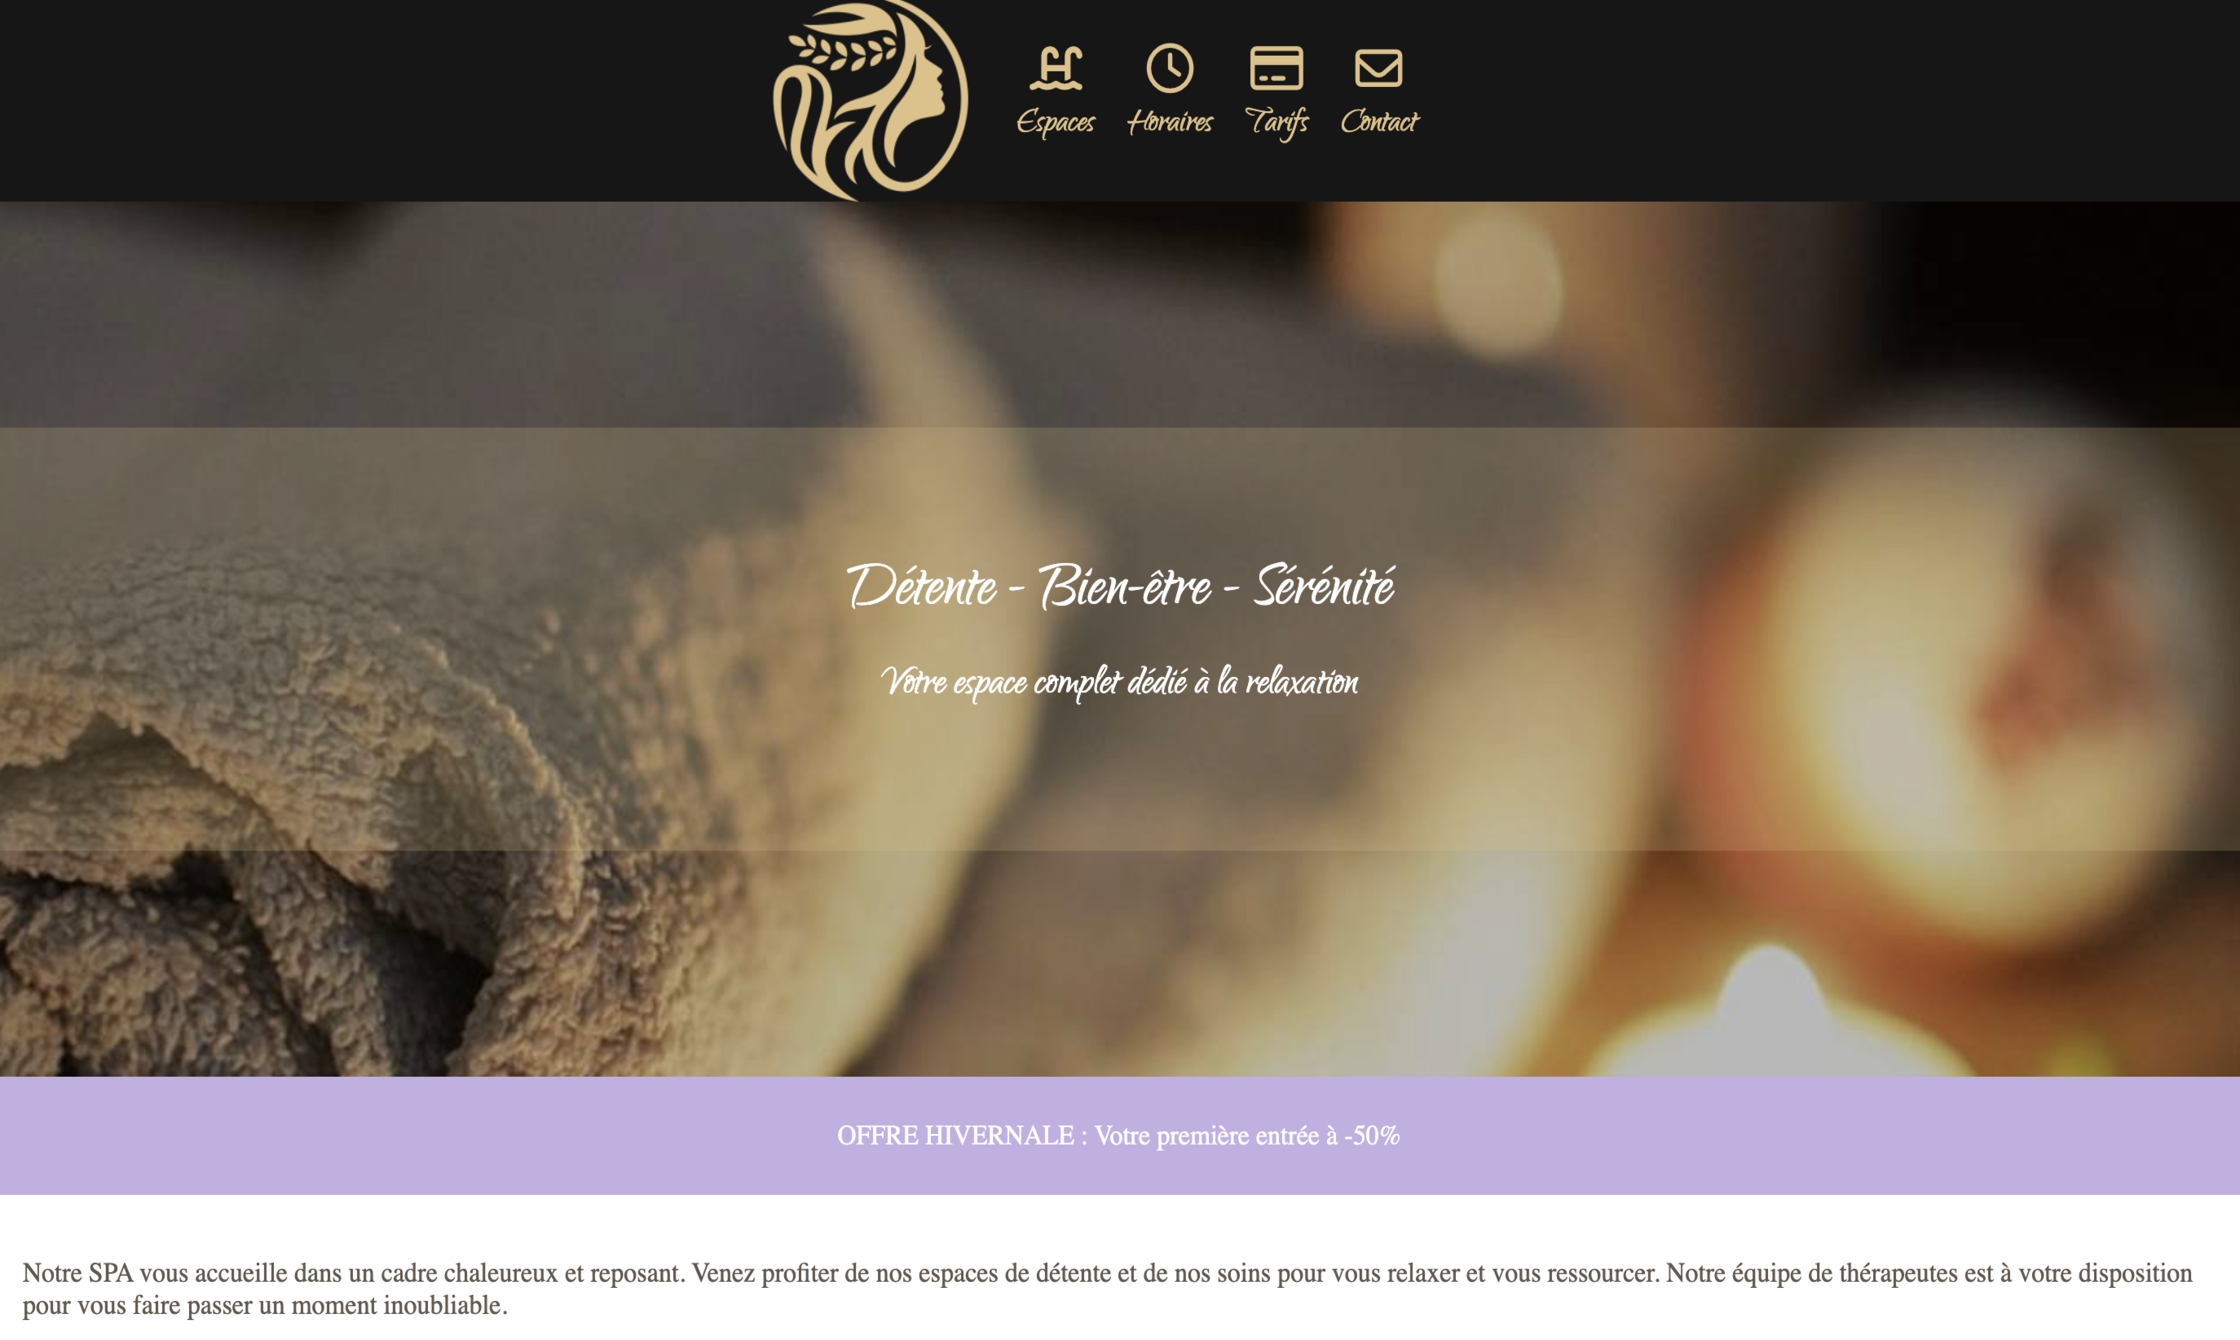 Espaces Horaires Tarifs Contact
Détente - Bien-être - Sérénité
Votre espace complet dédié à la relaxation
OFFRE HIVERNALE : Votre première entrée à -50%
Notre SPA vous accueille dans un cadre chaleureux et reposant. Venez profiter de nos espaces de détente et de nos soins pour vous relaxer et vous ressourcer. Notre équipe de thérapeutes est à votre disposition
pour vous faire passer un moment inoubliable.